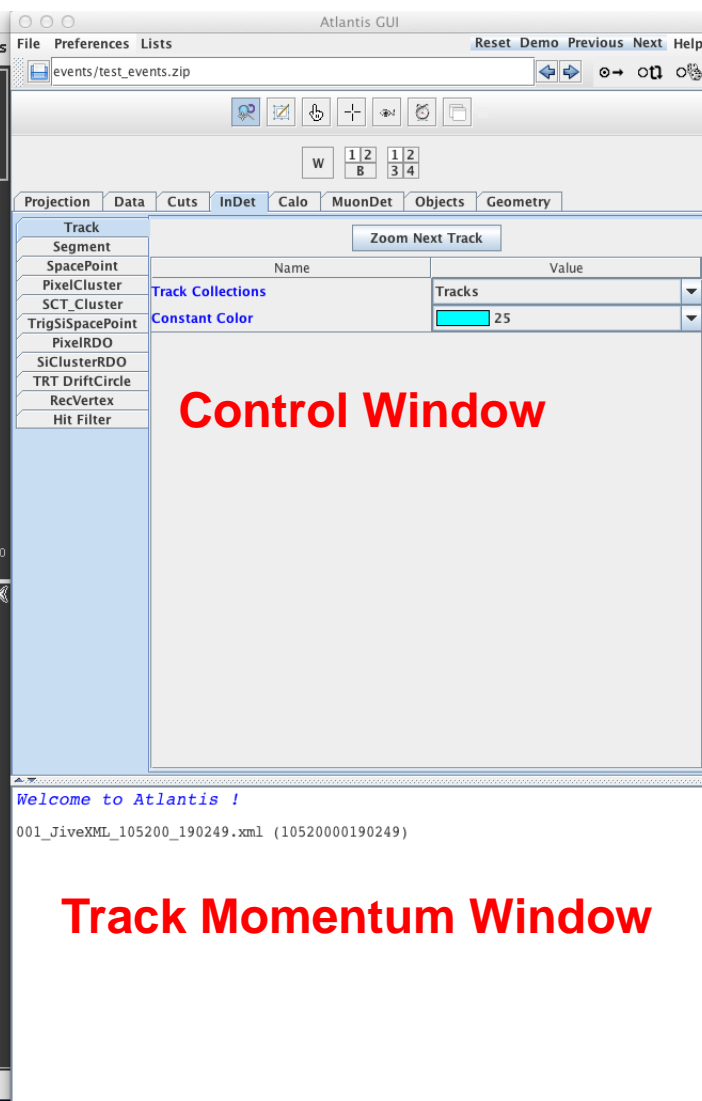 Atlantis GUI
File Preferences Lists Reset Demo Previous Next Help
events/test_events.zip
W 1 2 B 1 2 3 4
Projection Data Cuts InDet Calo MuonDet Objects Geometry
Track
Segment
SpacePoint
PixelCluster
SCT_Cluster
TrigSiSpacePoint
PixelRDO
SiClusterRDO
TRT DriftCircle
RecVertex
Hit Filter
Zoom Next Track
Name Value
Track Collections Tracks
Constant Color 25
Control Window
Welcome to Atlantis !
001_JiveXML_105200_190249.xml (10520000190249)
Track Momentum Window